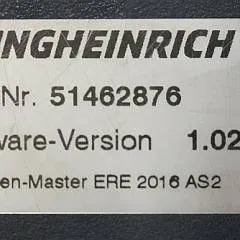 NGHEINRICH
Nr. 51462876
ware-Version 1.02
en-Master ERE 2016 AS2